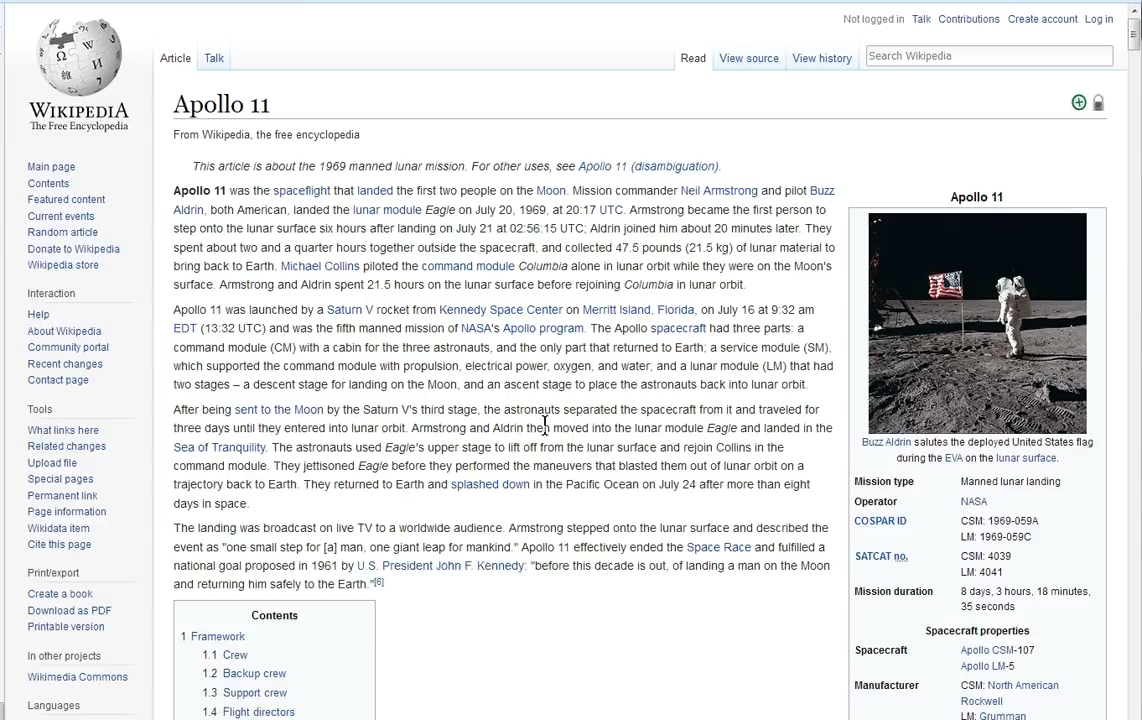 Not logged in Talk Contributions Create account Log in
Article Talk Read View source View history Search Wikipedia
WIKIPEDIA
The Free Encyclopedia
Main page
Contents
Featured content
Current events
Random article
Donate to Wikipedia
Wikipedia store
Interaction
Help
About Wikipedia
Community portal
Recent changes
Contact page
Tools
What links here
Related changes
Upload file
Special pages
Permanent link
Page information
Wikidata item
Cite this page
Print/export
Create a book
Download as PDF
Printable version
In other projects
Wikimedia Commons
Languages
Apollo 11
From Wikipedia, the free encyclopedia
This article is about the 1969 manned lunar mission. For other uses, see Apollo 11 (disambiguation).
Apollo 11 was the spaceflight that landed the first two people on the Moon. Mission commander Neil Armstrong and pilot Buzz
Aldrin, both American, landed the lunar module Eagle on July 20, 1969, at 20:17 UTC. Armstrong became the first person to
step onto the lunar surface six hours after landing on July 21 at 02:56:15 UTC; Aldrin joined him about 20 minutes later. They
spent about two and a quarter hours together outside the spacecraft, and collected 47.5 pounds (21.5 kg) of lunar material to
bring back to Earth. Michael Collins piloted the command module Columbia alone in lunar orbit while they were on the Moon's
surface. Armstrong and Aldrin spent 21.5 hours on the lunar surface before rejoining Columbia in lunar orbit.
Apollo 11 was launched by a Saturn V rocket from Kennedy Space Center on Merritt Island, Florida, on July 16 at 9:32 am
EDT (13:32 UTC) and was the fifth manned mission of NASA's Apollo program. The Apollo spacecraft had three parts: a
command module (CM) with a cabin for the three astronauts, and the only part that returned to Earth; a service module (SM),
which supported the command module with propulsion, electrical power, oxygen, and water; and a lunar module (LM) that had
two stages – a descent stage for landing on the Moon, and an ascent stage to place the astronauts back into lunar orbit.
After being sent to the Moon by the Saturn V's third stage, the astronauts separated the spacecraft from it and traveled for
three days until they entered into lunar orbit. Armstrong and Aldrin then moved into the lunar module Eagle and landed in the
Sea of Tranquility. The astronauts used Eagle's upper stage to lift off from the lunar surface and rejoin Collins in the
command module. They jettisoned Eagle before they performed the maneuvers that blasted them out of lunar orbit on a
trajectory back to Earth. They returned to Earth and splashed down in the Pacific Ocean on July 24 after more than eight
days in space.
The landing was broadcast on live TV to a worldwide audience. Armstrong stepped onto the lunar surface and described the
event as "one small step for [a] man, one giant leap for mankind." Apollo 11 effectively ended the Space Race and fulfilled a
national goal proposed in 1961 by U.S. President John F. Kennedy: "before this decade is out, of landing a man on the Moon
and returning him safely to the Earth."[6]
Contents
1 Framework
1.1 Crew
1.2 Backup crew
1.3 Support crew
1.4 Flight directors
Apollo 11
Buzz Aldrin salutes the deployed United States flag
during the EVA on the lunar surface.
Mission type Manned lunar landing
Operator NASA
COSPAR ID CSM: 1969-059A
LM: 1969-059C
SATCAT no. CSM: 4039
LM: 4041
Mission duration 8 days, 3 hours, 18 minutes,
35 seconds
Spacecraft properties
Spacecraft Apollo CSM-107
Apollo LM-5
Manufacturer CSM: North American
Rockwell
LM: Grumman